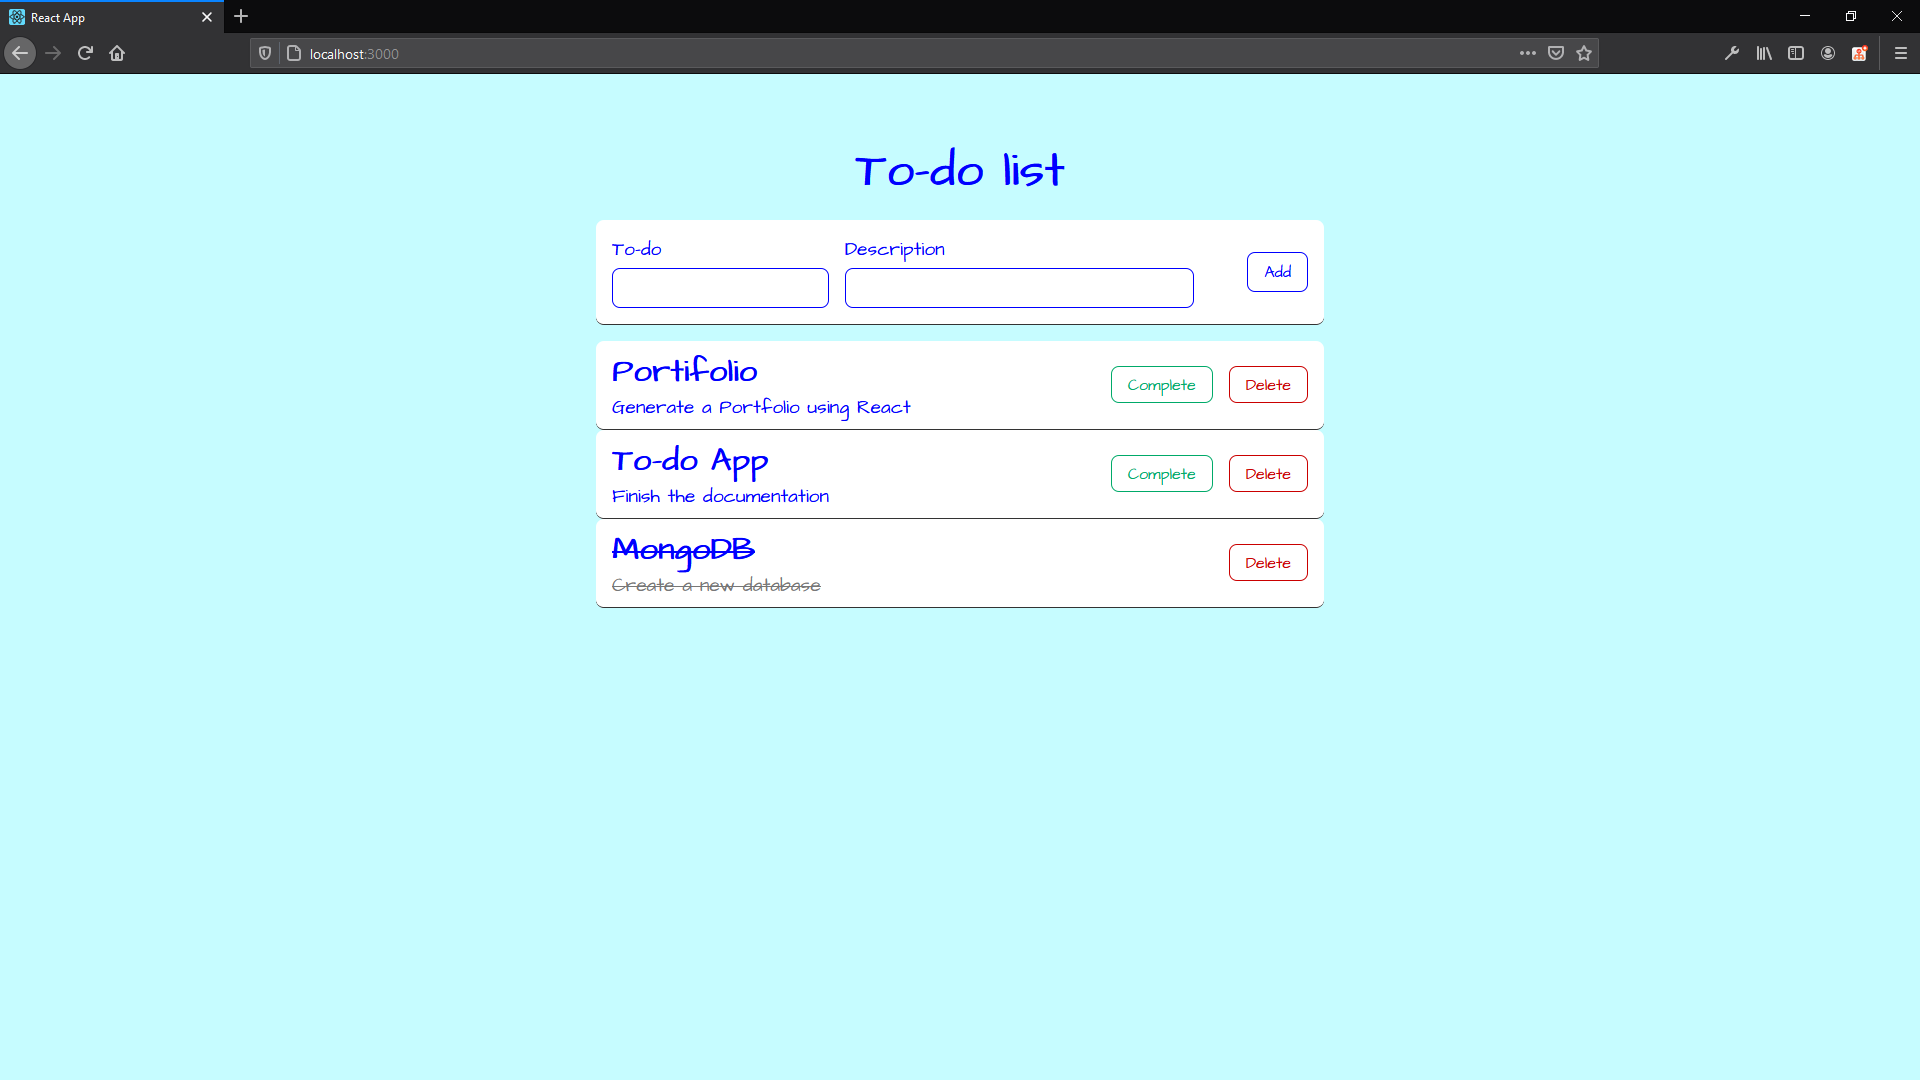 React App
localhost:3000
To-do list
To-do
Description
Add
Portifolio
Generate a Portfolio using React
Complete
Delete
To-do App
Finish the documentation
Complete
Delete
MongoDB
Create a new database
Delete